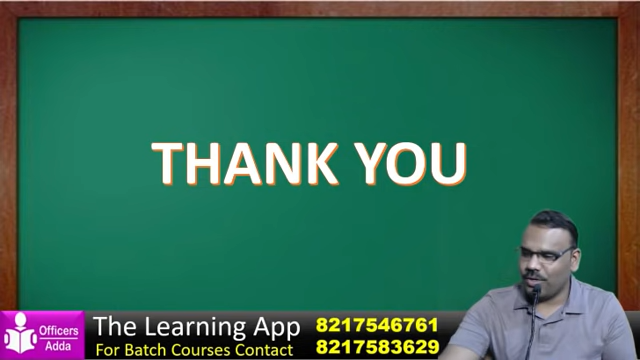 THANK YOU
Officers
Adda
The Learning App 8217546761
For Batch Courses Contact 8217583629